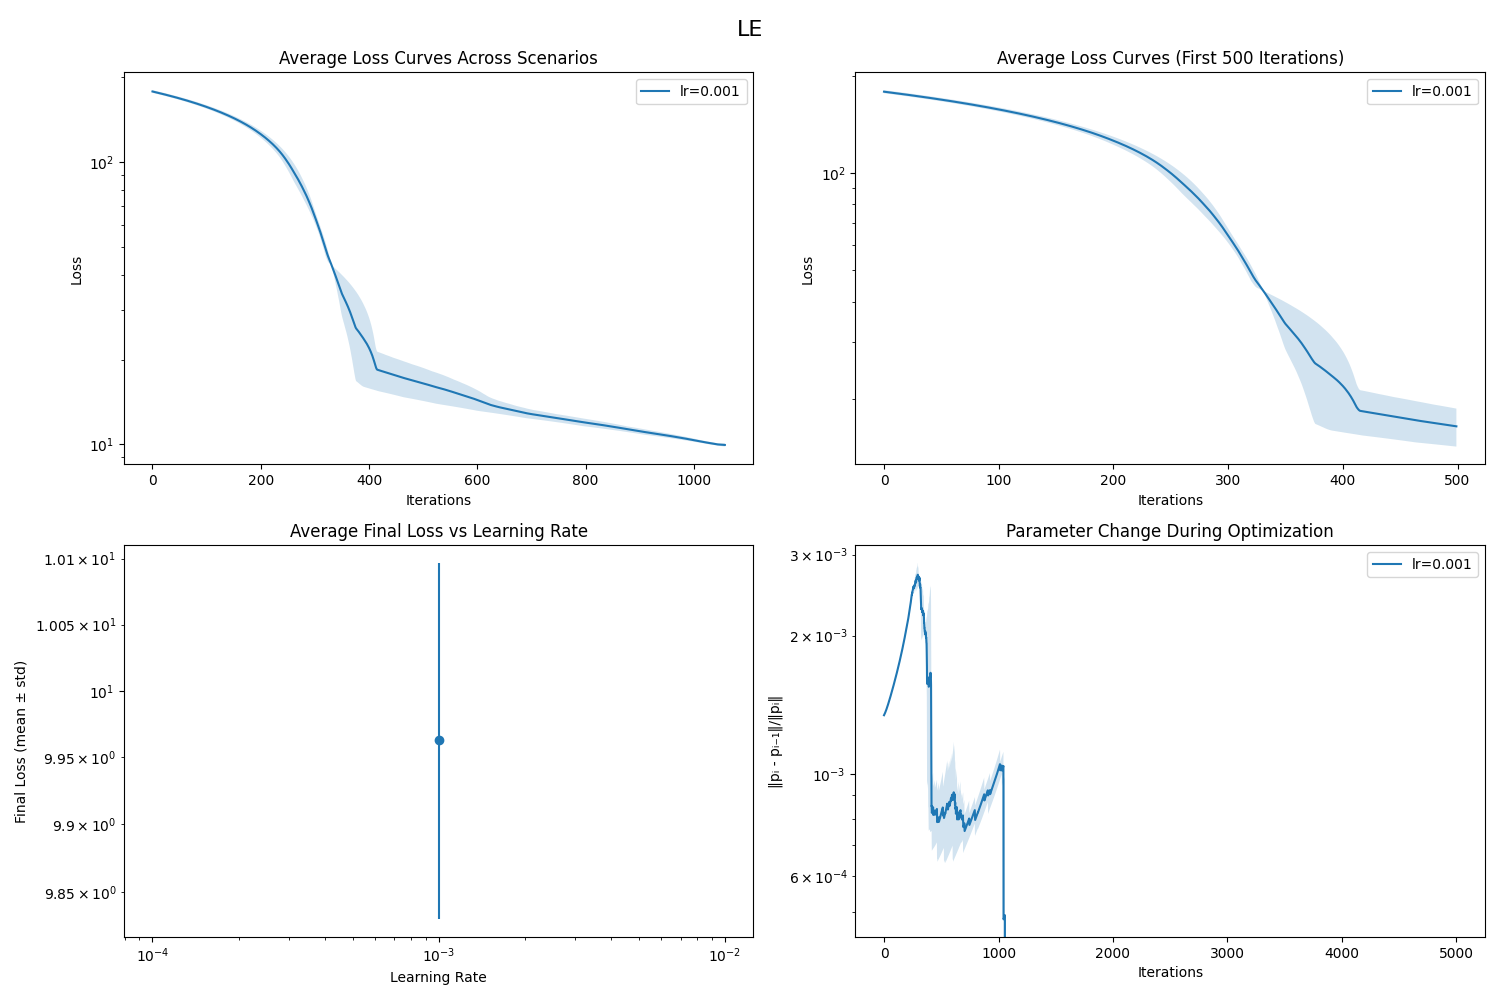 LE
Average Loss Curves Across Scenarios
lr=0.001
10²
10¹
Loss
0 200 400 600 800 1000
Iterations
Average Loss Curves (First 500 Iterations)
lr=0.001
10²
Loss
0 100 200 300 400 500
Iterations
Average Final Loss vs Learning Rate
1.01 × 10¹
1.005 × 10¹
10¹
9.95 × 10⁰
9.9 × 10⁰
9.85 × 10⁰
Final Loss (mean ± std)
10⁻⁴ 10⁻³ 10⁻²
Learning Rate
Parameter Change During Optimization
lr=0.001
3 × 10⁻³
2 × 10⁻³
10⁻³
6 × 10⁻⁴
‖pᵢ - pᵢ₋₁‖/‖pᵢ‖
0 1000 2000 3000 4000 5000
Iterations